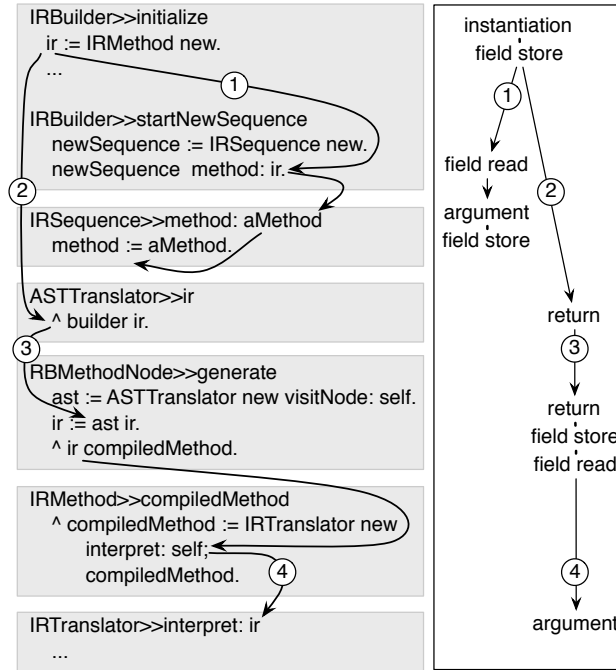 IRBuilder>>initialize
ir := IRMethod new.
...
1
IRBuilder>>startNewSequence
newSequence := IRSequence new.
newSequence method: ir.
2
IRSequence>>method: aMethod
method := aMethod.
ASTTranslator>>ir
^ builder ir.
3
RBMethodNode>>generate
ast := ASTTranslator new visitNode: self.
ir := ast ir.
^ ir compiledMethod.
IRMethod>>compiledMethod
^ compiledMethod := IRTranslator new
interpret: self;
compiledMethod.
4
IRTranslator>>interpret: ir
...
instantiation
field store
1
field read
2
argument
field store
return
3
return
field store
field read
4
argument